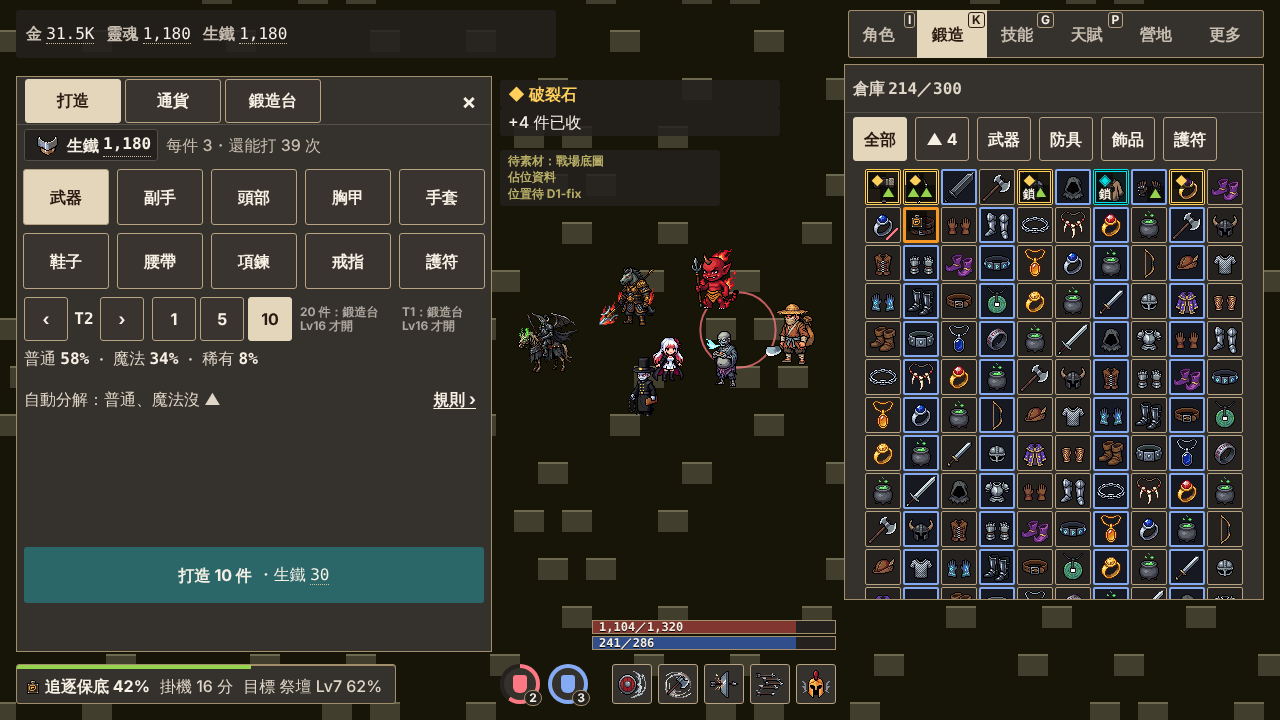 金 31.5K 靈魂 1,180 生鐵 1,180
角色 I 鍛造 K 技能 G 天賦 P 營地 更多
打造 通貨 鍛造台 ×
生鐵 1,180 每件 3・還能打 39 次
武器 副手 頭部 胸甲 手套
鞋子 腰帶 項鍊 戒指 護符
‹ T2 › 1 5 10 20 件：鍛造台 Lv16 才開 T1：鍛造台 Lv16 才開
普通 58% ・ 魔法 34% ・ 稀有 8%
自動分解：普通、魔法沒 ▲ 規則 ›
打造 10 件 ・生鐵 30
◆ 破裂石
+4 件已收
待素材：戰場底圖
佔位資料
位置待 D1-fix
倉庫 214／300
全部 ▲ 4 武器 防具 飾品 護符
鎖 鎖
1,104／1,320
241／286
追逐保底 42% 掛機 16 分 目標 祭壇 Lv7 62%
2 3